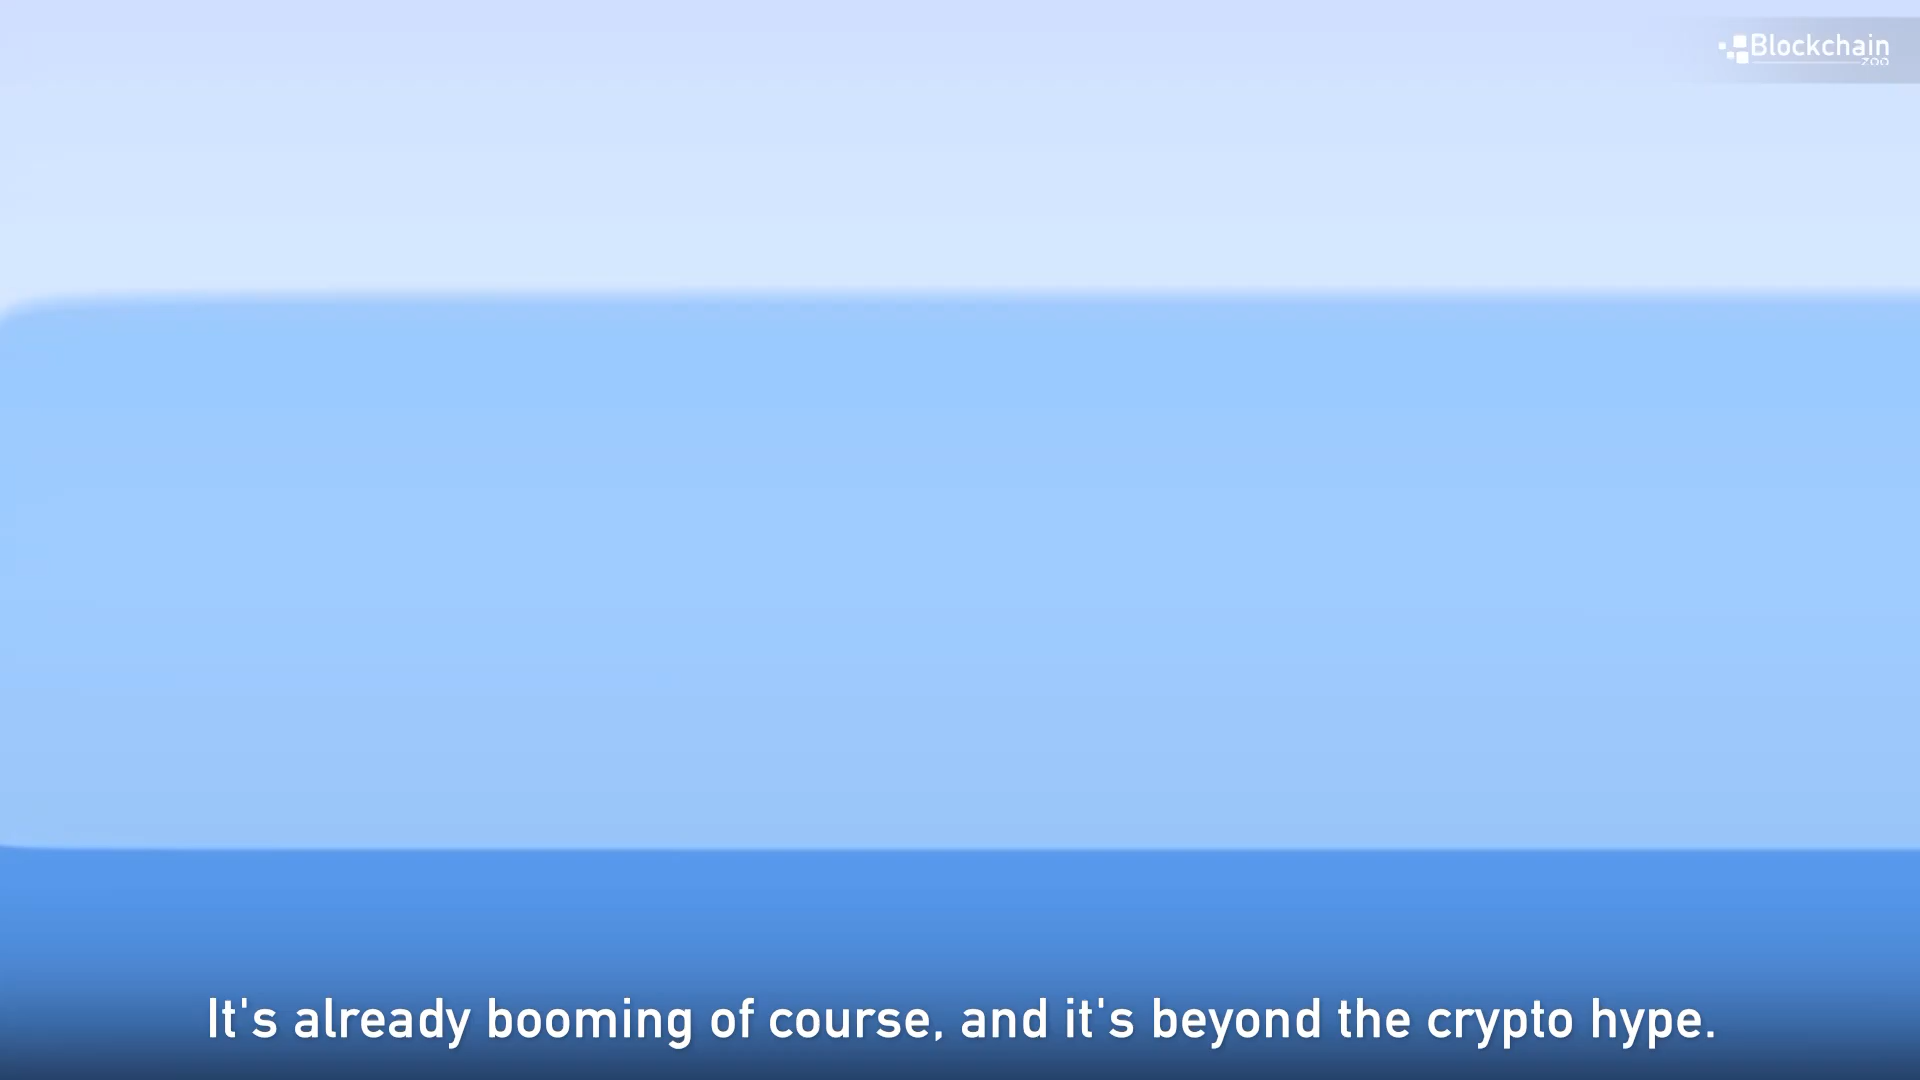 Blockchain
ZOO
It's already booming of course, and it's beyond the crypto hype.